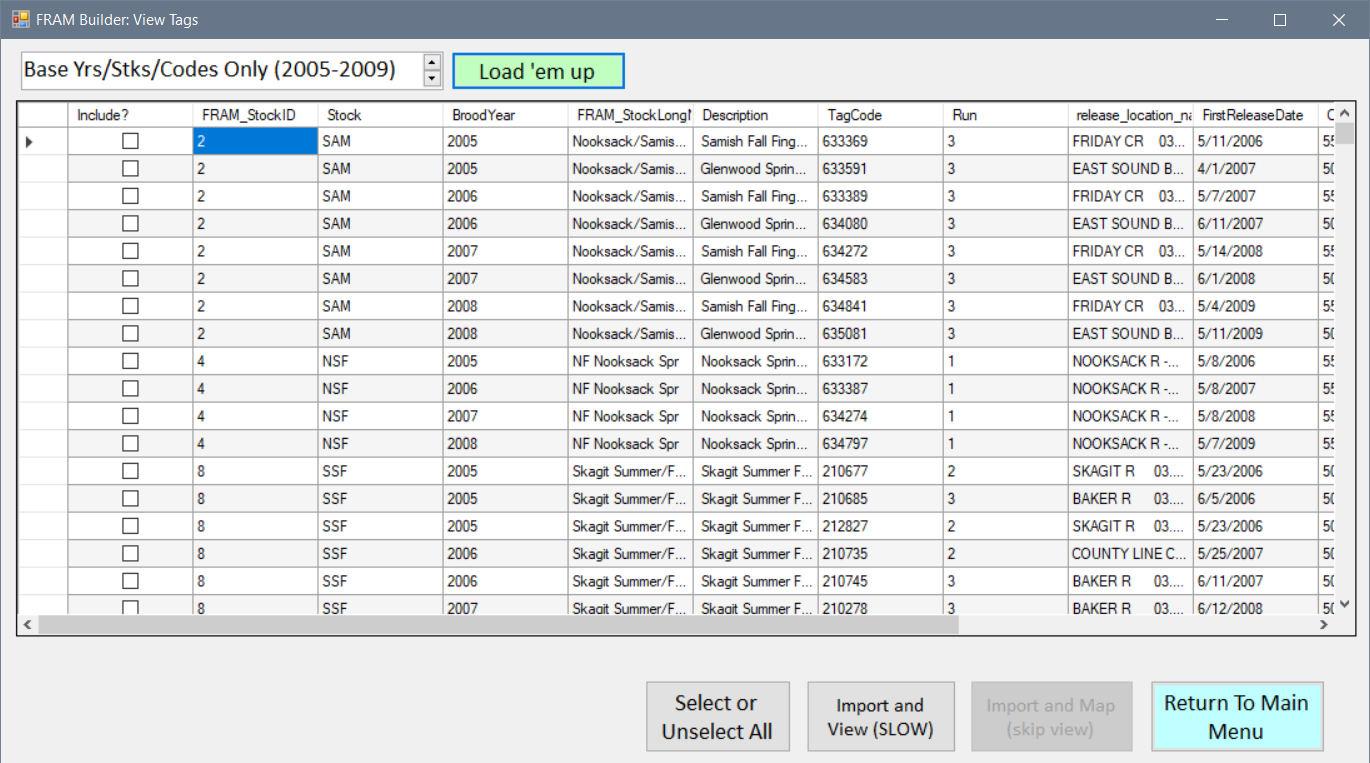 FRAM Builder: View Tags
Base Yrs/Stks/Codes Only (2005-2009) Load 'em up
Include? FRAM_StockID Stock BroodYear FRAM_StockLong Description TagCode Run release_location_na FirstReleaseDate
2 SAM 2005 Nooksack/Samis... Samish Fall Fing... 633369 3 FRIDAY CR 03... 5/11/2006 55
2 SAM 2005 Nooksack/Samis... Glenwood Sprin... 633591 3 EAST SOUND B... 4/1/2007 50
2 SAM 2006 Nooksack/Samis... Samish Fall Fing... 633389 3 FRIDAY CR 03... 5/7/2007 55
2 SAM 2006 Nooksack/Samis... Glenwood Sprin... 634080 3 EAST SOUND B... 6/11/2007 50
2 SAM 2007 Nooksack/Samis... Samish Fall Fing... 634272 3 FRIDAY CR 03... 5/14/2008 55
2 SAM 2007 Nooksack/Samis... Glenwood Sprin... 634583 3 EAST SOUND B... 6/1/2008 50
2 SAM 2008 Nooksack/Samis... Samish Fall Fing... 634841 3 FRIDAY CR 03... 5/4/2009 55
2 SAM 2008 Nooksack/Samis... Glenwood Sprin... 635081 3 EAST SOUND B... 5/11/2009 50
4 NSF 2005 NF Nooksack Spr Nooksack Sprin... 633172 1 NOOKSACK R -... 5/8/2006 55
4 NSF 2006 NF Nooksack Spr Nooksack Sprin... 633387 1 NOOKSACK R -... 5/8/2007 55
4 NSF 2007 NF Nooksack Spr Nooksack Sprin... 634274 1 NOOKSACK R -... 5/8/2008 55
4 NSF 2008 NF Nooksack Spr Nooksack Sprin... 634797 1 NOOKSACK R -... 5/7/2009 55
8 SSF 2005 Skagit Summer/F... Skagit Summer F... 210677 2 SKAGIT R 03.... 5/23/2006 50
8 SSF 2005 Skagit Summer/F... Skagit Summer F... 210685 3 BAKER R 03.... 6/5/2006 50
8 SSF 2005 Skagit Summer/F... Skagit Summer F... 212827 2 SKAGIT R 03.... 5/23/2006 50
8 SSF 2006 Skagit Summer/F... Skagit Summer F... 210735 2 COUNTY LINE C... 5/25/2007 50
8 SSF 2006 Skagit Summer/F... Skagit Summer F... 210745 3 BAKER R 03.... 6/11/2007 50
8 SSF 2007 Skagit Summer/F... Skagit Summer F... 210278 3 BAKER R 03.... 6/12/2008 50
Select or
Unselect All
Import and
View (SLOW)
Import and Map
(skip view)
Return To Main
Menu